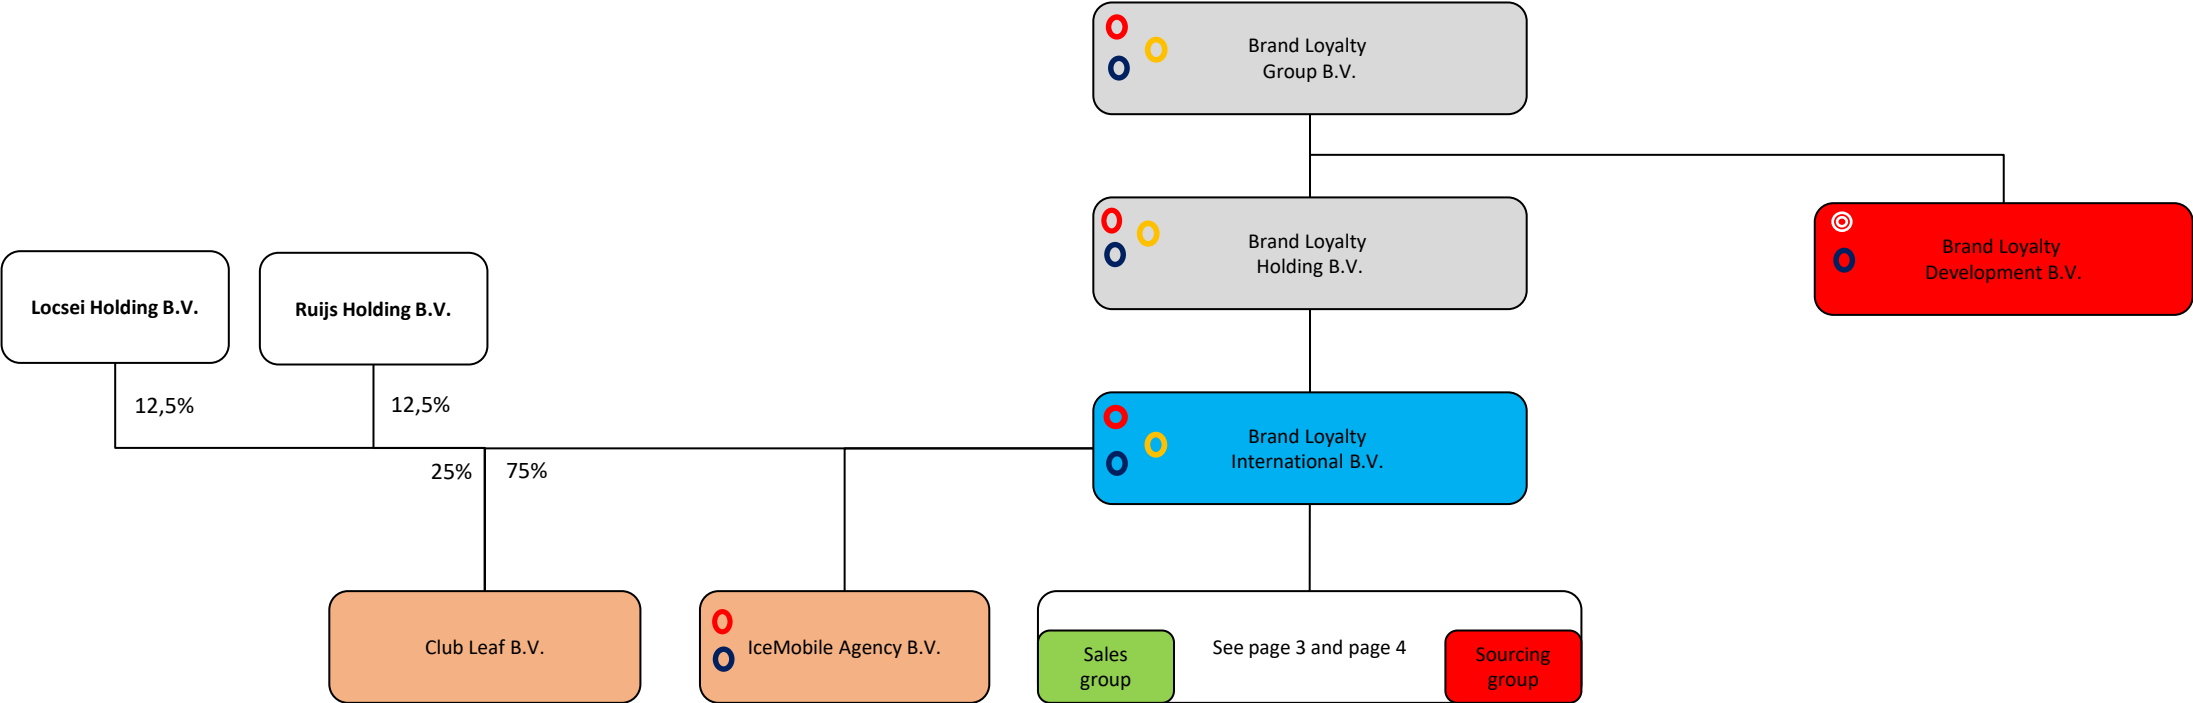 Brand Loyalty
Group B.V.
Brand Loyalty
Holding B.V.
Brand Loyalty
Development B.V.
Locsei Holding B.V.
Ruijs Holding B.V.
12,5%
12,5%
Brand Loyalty
International B.V.
25%
75%
Club Leaf B.V.
IceMobile Agency B.V.
See page 3 and page 4
Sales
group
Sourcing
group